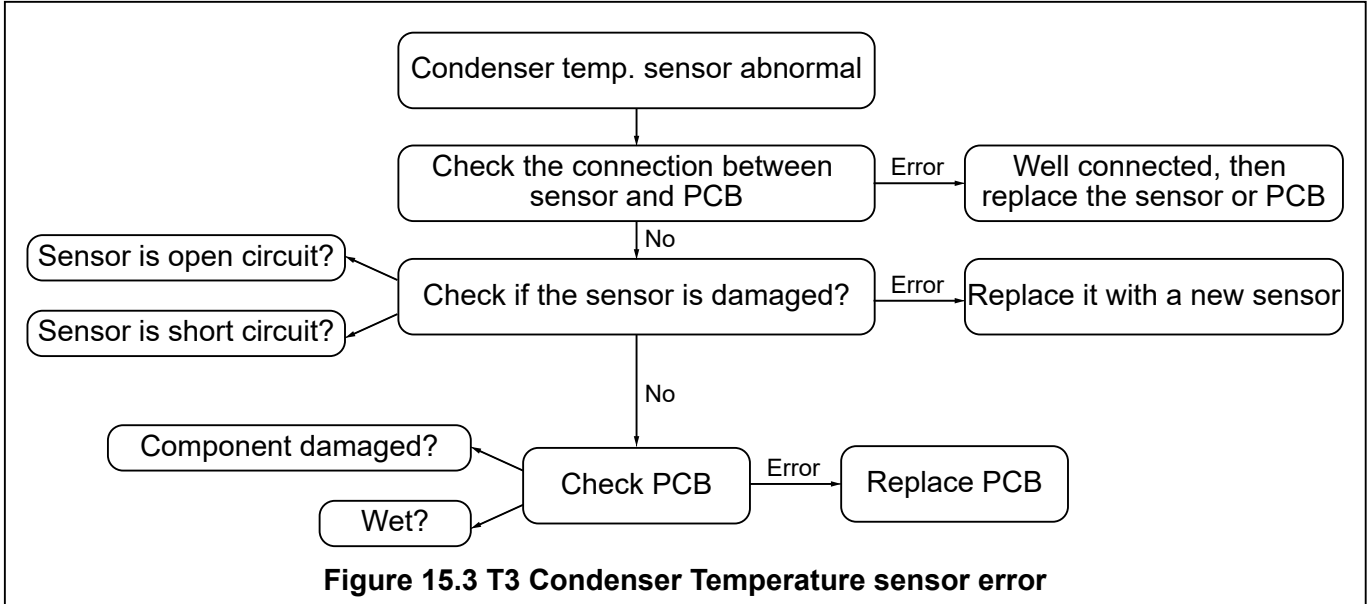 Condenser temp. sensor abnormal
Check the connection between
sensor and PCB
Error
Well connected, then
replace the sensor or PCB
No
Sensor is open circuit?
Sensor is short circuit?
Check if the sensor is damaged?
Error
Replace it with a new sensor
No
Component damaged?
Wet?
Check PCB
Error
Replace PCB
Figure 15.3 T3 Condenser Temperature sensor error